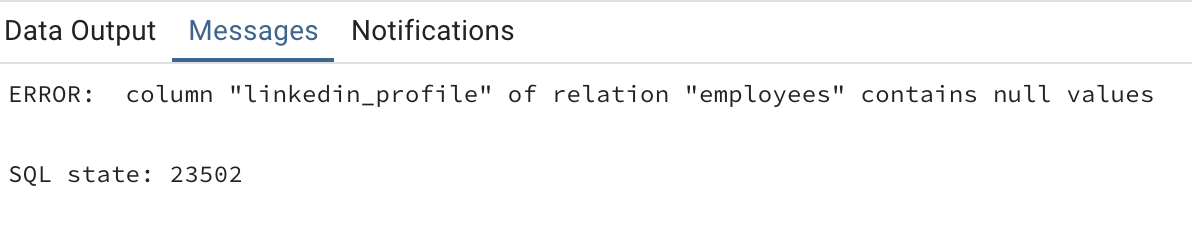 Data Output Messages Notifications
ERROR:  column "linkedin_profile" of relation "employees" contains null values
SQL state: 23502